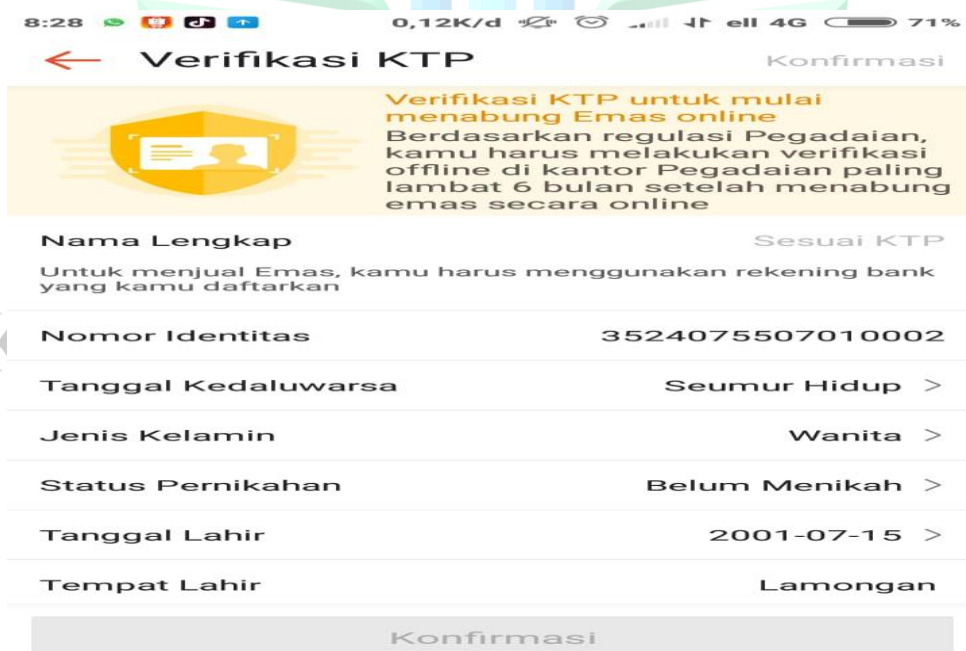 8:28 0,12K/d ell 4G 71%
Verifikasi KTP Konfirmasi
Verifikasi KTP untuk mulai
menabung Emas online
Berdasarkan regulasi Pegadaian,
kamu harus melakukan verifikasi
offline di kantor Pegadaian paling
lambat 6 bulan setelah menabung
emas secara online
Nama Lengkap Sesuai KTP
Untuk menjual Emas, kamu harus menggunakan rekening bank
yang kamu daftarkan
Nomor Identitas 3524075507010002
Tanggal Kedaluwarsa Seumur Hidup >
Jenis Kelamin Wanita >
Status Pernikahan Belum Menikah >
Tanggal Lahir 2001-07-15 >
Tempat Lahir Lamongan
Konfirmasi